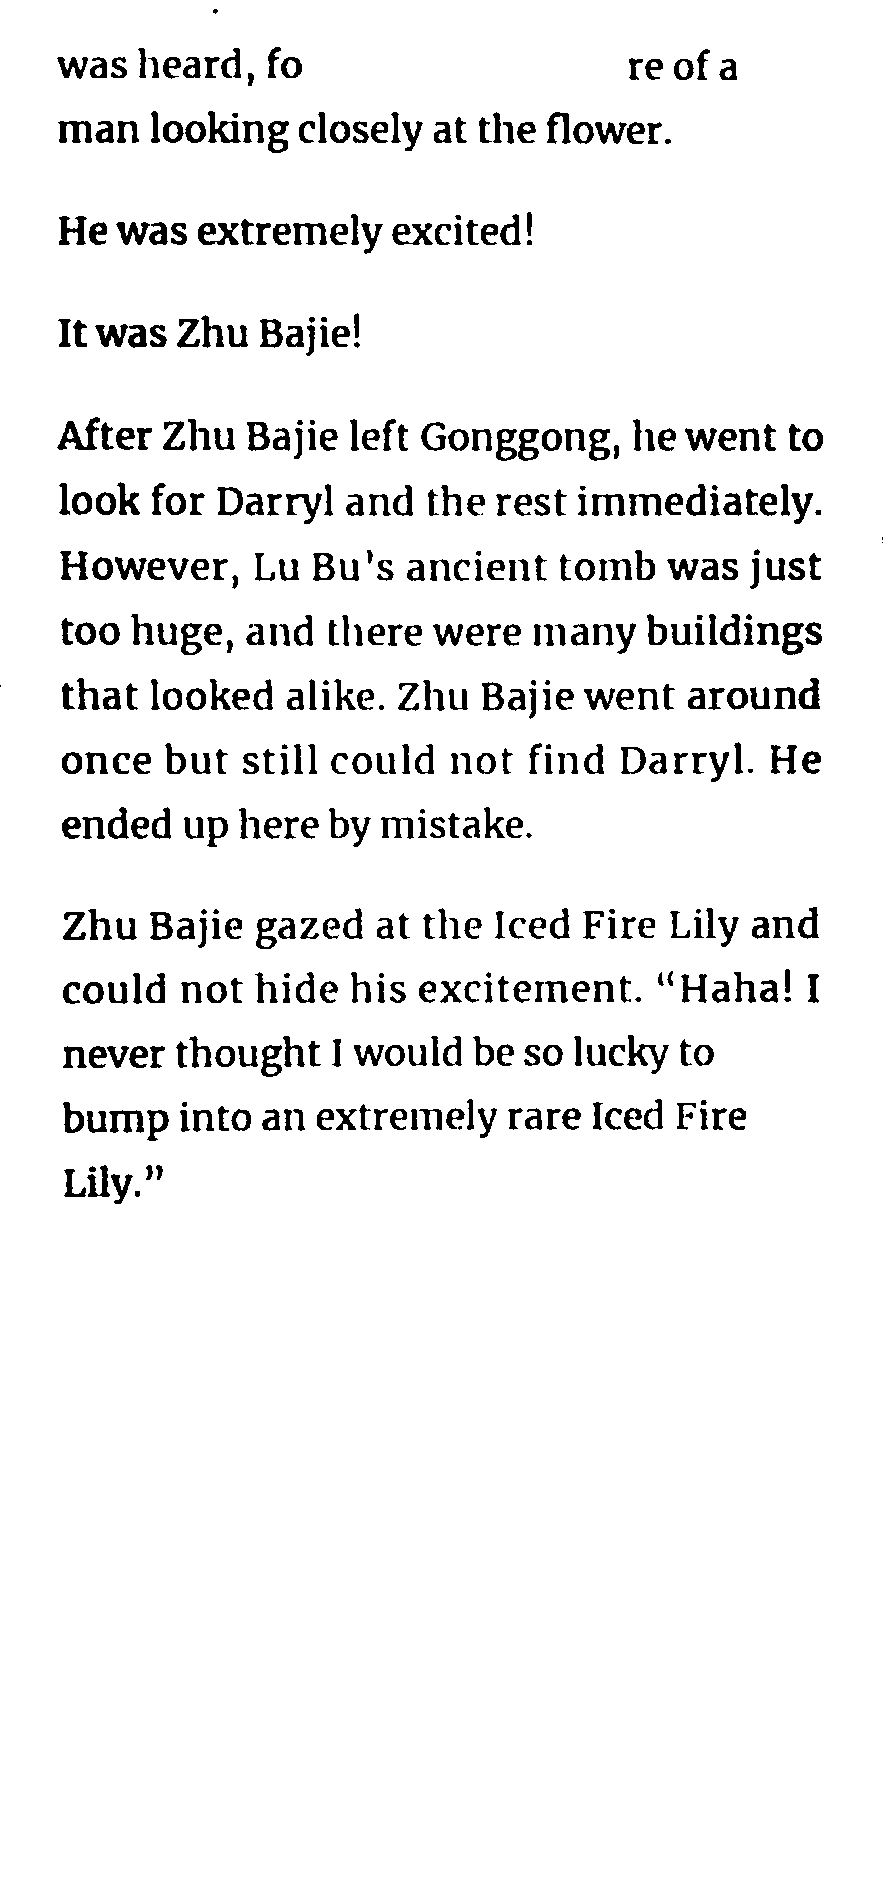 was heard, fo re of a
man looking closely at the flower.
He was extremely excited!
It was Zhu Bajie!
After Zhu Bajie left Gonggong, he went to
look for Darryl and the rest immediately.
However, Lu Bu's ancient tomb was just
too huge, and there were many buildings
that looked alike. Zhu Bajie went around
once but still could not find Darryl. He
ended up here by mistake.
Zhu Bajie gazed at the Iced Fire Lily and
could not hide his excitement. “Haha! I
never thought I would be so lucky to
bump into an extremely rare Iced Fire
Lily.”